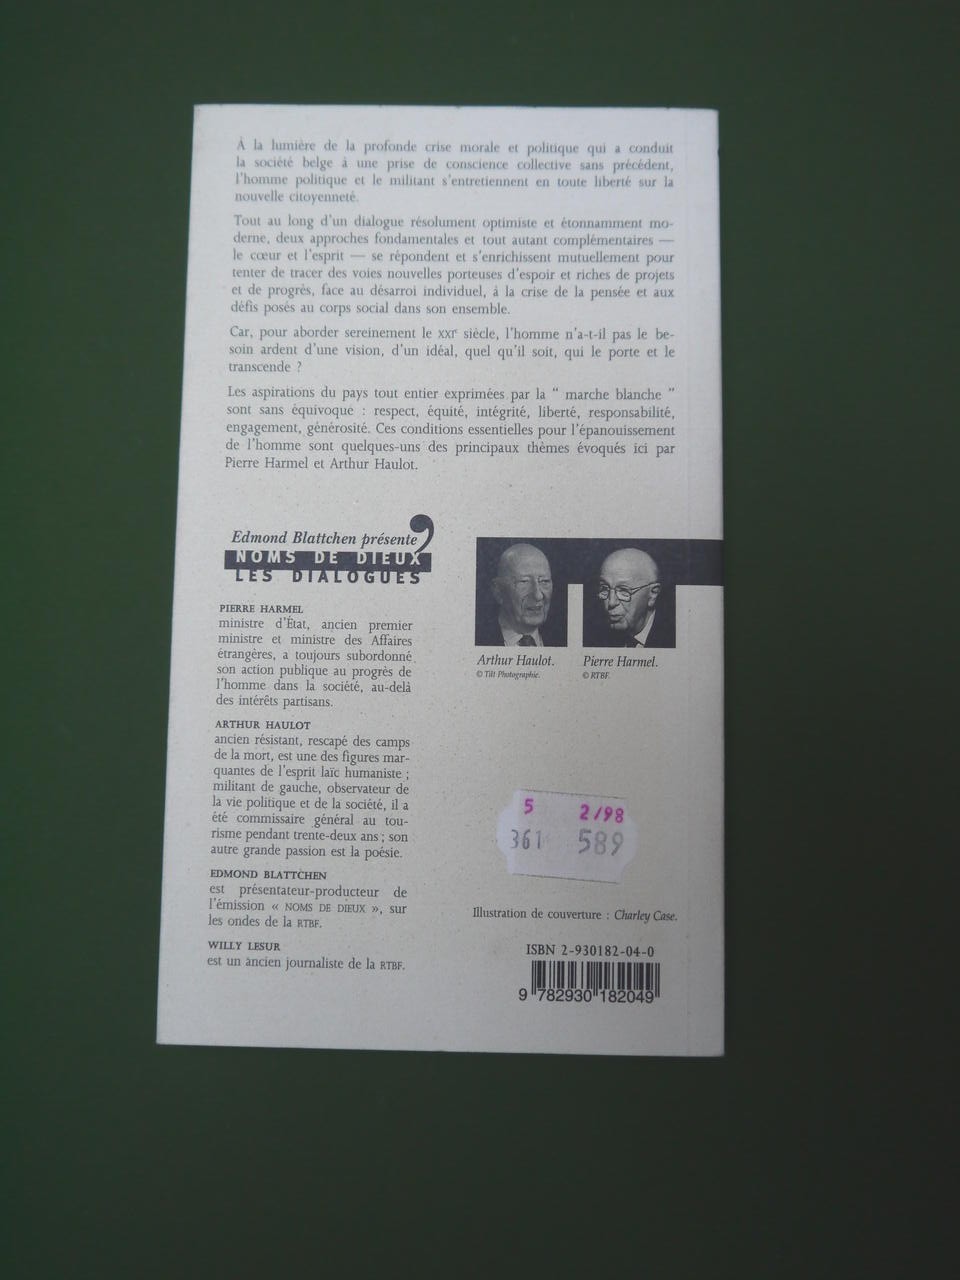 À la lumière de la profonde crise morale et politique qui a conduit
la société belge à une prise de conscience collective sans précédent,
l'homme politique et le militant s'entretiennent en toute liberté sur la
nouvelle citoyenneté.
Tout au long d'un dialogue résolument optimiste et étonnamment mo-
derne, deux approches fondamentales et tout autant complémentaires —
le cœur et l'esprit — se répondent et s'enrichissent mutuellement pour
tenter de tracer des voies nouvelles porteuses d'espoir et riches de projets
et de progrès, face au désarroi individuel, à la crise de la pensée et aux
défis posés au corps social dans son ensemble.
Car, pour aborder sereinement le XXIe siècle, l'homme n'a-t-il pas le be-
soin ardent d'une vision, d'un idéal, quel qu'il soit, qui le porte et le
transcende ?
Les aspirations du pays tout entier exprimées par la " marche blanche "
sont sans équivoque : respect, équité, intégrité, liberté, responsabilité,
engagement, générosité. Ces conditions essentielles pour l'épanouissement
de l'homme sont quelques-uns des principaux thèmes évoqués ici par
Pierre Harmel et Arthur Haulot.
Edmond Blattchen présente
NOMS DE DIEUX
LES DIALOGUES
PIERRE HARMEL
ministre d'État, ancien premier
ministre et ministre des Affaires
étrangères, a toujours subordonné
son action publique au progrès de
l'homme dans la société, au-delà
des intérêts partisans.
ARTHUR HAULOT
ancien résistant, rescapé des camps
de la mort, est une des figures mar-
quantes de l'esprit laïc humaniste ;
militant de gauche, observateur de
la vie politique et de la société, il a
été commissaire général au tou-
risme pendant trente-deux ans ; son
autre grande passion est la poésie.
EDMOND BLATTCHEN
est présentateur-producteur de
l'émission « NOMS DE DIEUX », sur
les ondes de la RTBF.
WILLY LESUR
est un ancien journaliste de la RTBF.
Arthur Haulot.
© Tilt Photographie.
Pierre Harmel.
© RTBF.
5 2/98
361 589
Illustration de couverture : Charley Case.
ISBN 2-930182-04-0
9 782930 182049